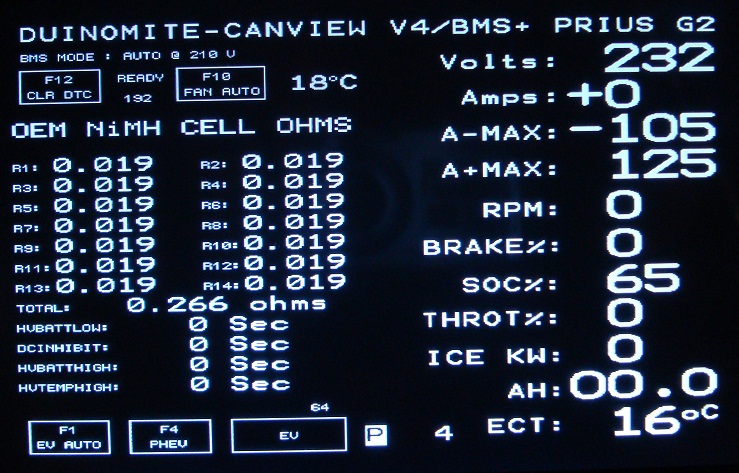 DUINOMITE-CANVIEW V4/BMS+ PRIUS G2
BMS MODE : AUTO @ 210 V
F12
CLR DTC
READY
192
F10
FAN AUTO
18°C
OEM NiMH CELL OHMS
R1: 0.019 R2: 0.019
R3: 0.019 R4: 0.019
R5: 0.019 R6: 0.019
R7: 0.019 R8: 0.019
R9: 0.019 R10: 0.019
R11: 0.019 R12: 0.019
R13: 0.019 R14: 0.019
TOTAL: 0.266 ohms
HVBATTLOW: 0 Sec
DCINHIBIT: 0 Sec
HVBATTHIGH: 0 Sec
HVTEMPHIGH: 0 Sec
Volts: 232
Amps: +0
A-MAX: -105
A+MAX: 125
RPM: 0
BRAKE%: 0
SOC%: 65
THROT%: 0
ICE KW: 0
AH: 00.0
ECT: 16°C
64
F1
EV AUTO
F4
PHEV
EV
P
4